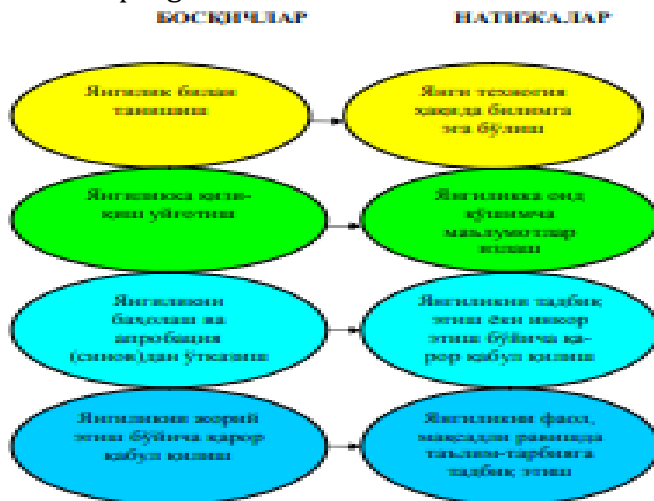 БОСҚИЧЛАР
НАТИЖАЛАР
Янгилик билан
танишиш
Янги технология
ҳақида билимга
эга бўлиш
Янгиликка қизи-
қиш уйғотиш
Янгиликка оид
қўшимча
маълумотлар
излаш
Янгиликни
баҳолаш ва
апробация
(синов)дан ўтказиш
Янгиликни тадбиқ
этиш ёки инкор
этиш бўйича қа-
рор қабул қилиш
Янгиликни жорий
этиш бўйича қарор
қабул қилиш
Янгиликни фаол,
мақсадли равишда
таълим-тарбияга
тадбиқ этиш